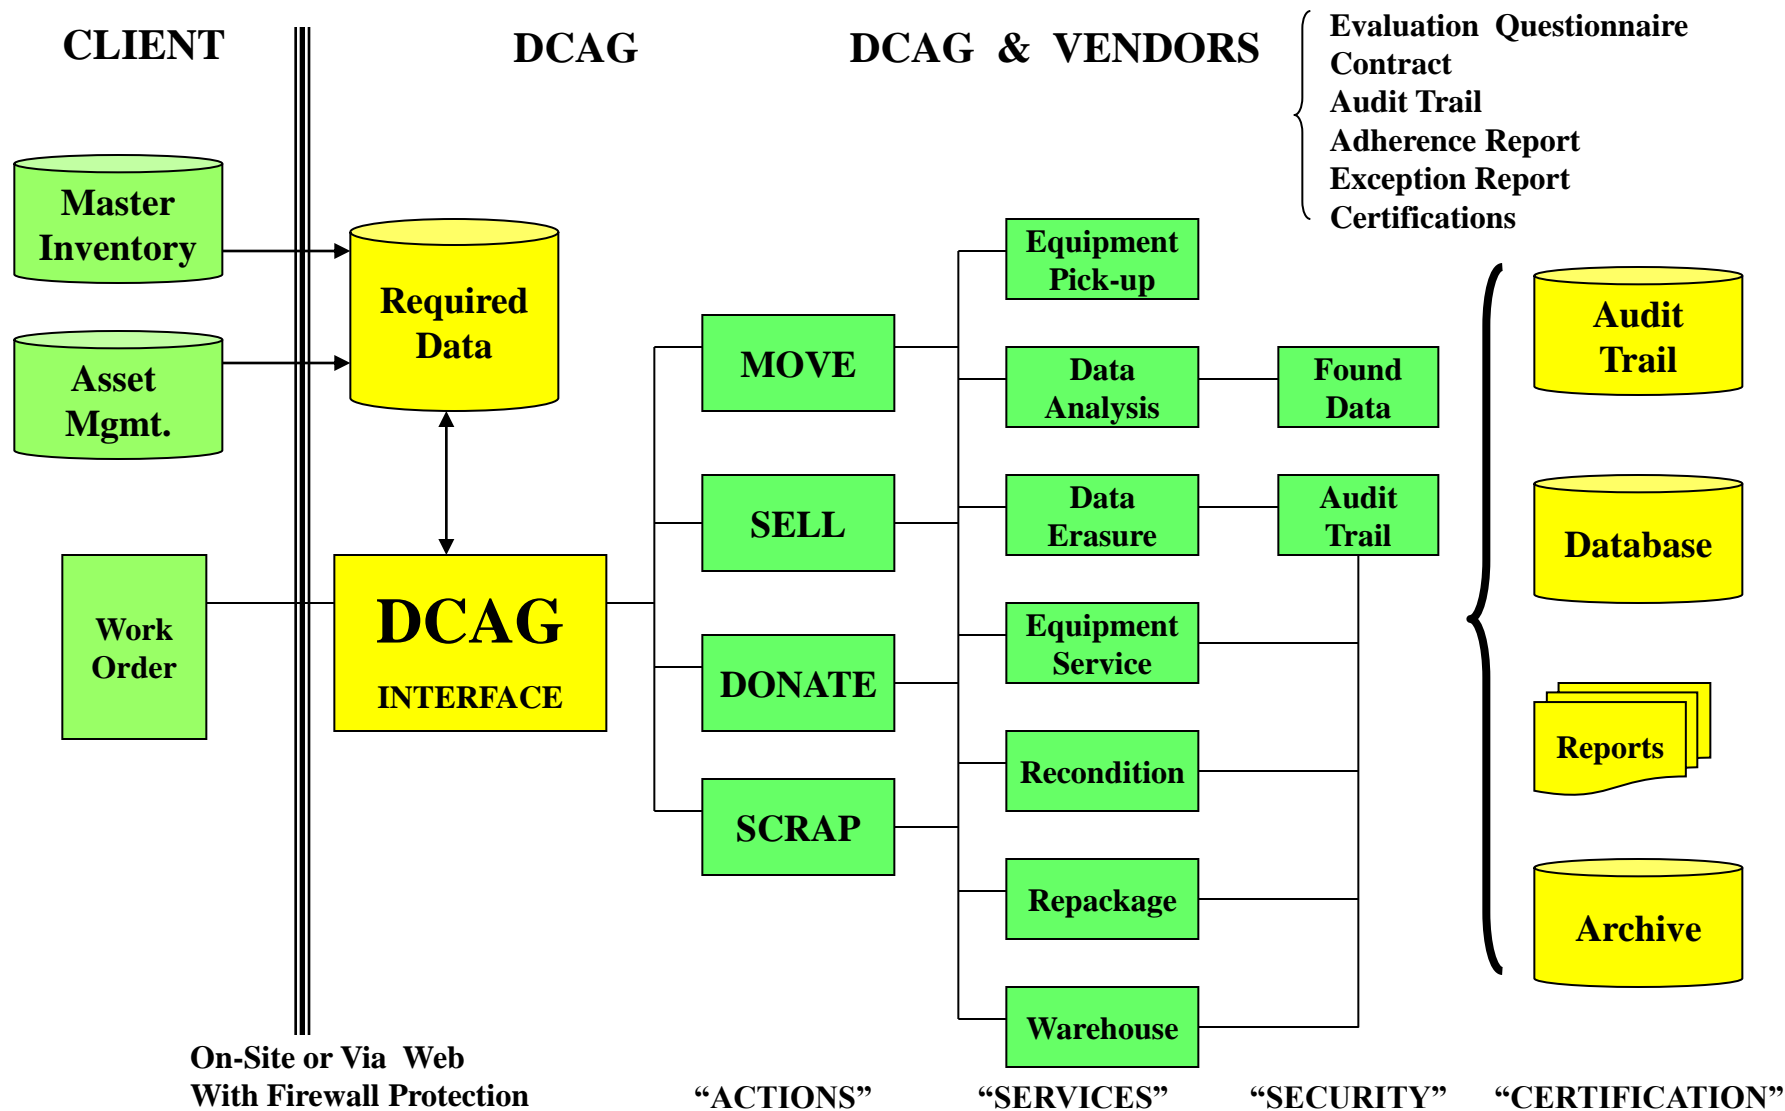 CLIENT
DCAG
DCAG & VENDORS
Evaluation Questionnaire
Contract
Audit Trail
Adherence Report
Exception Report
Certifications
Master
Inventory
Asset
Mgmt.
Work
Order
Required
Data
DCAG
INTERFACE
MOVE
SELL
DONATE
SCRAP
Equipment
Pick-up
Data
Analysis
Data
Erasure
Equipment
Service
Recondition
Repackage
Warehouse
Found
Data
Audit
Trail
Audit
Trail
Database
Reports
Archive
On-Site or Via Web
With Firewall Protection
“ACTIONS”
“SERVICES”
“SECURITY”
“CERTIFICATION”